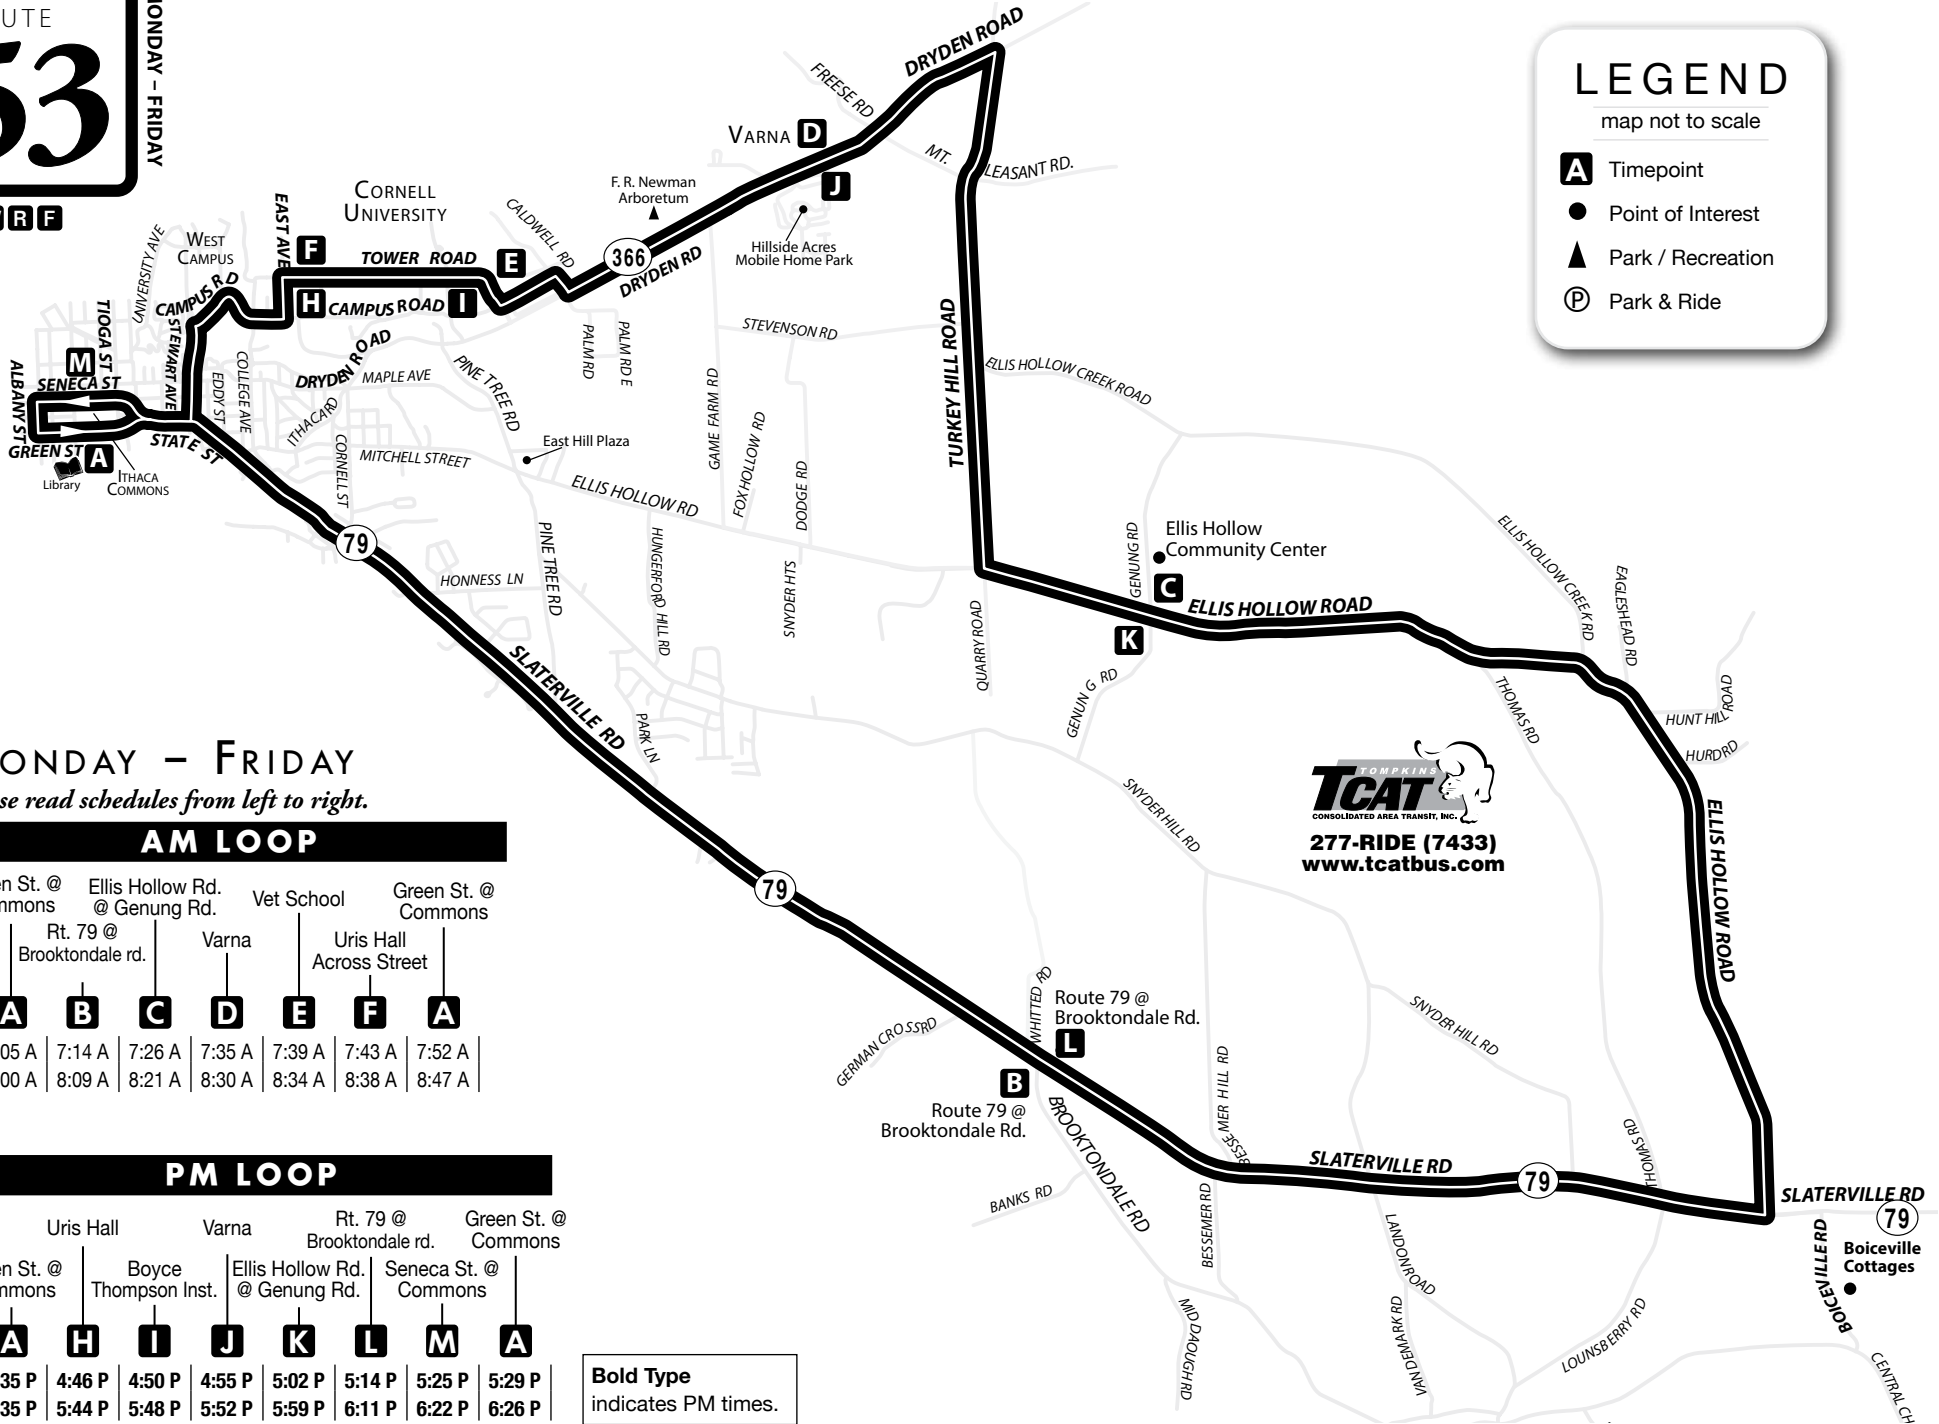 UTE
53
MONDAY – FRIDAY
R F
LEGEND
map not to scale
A Timepoint
Point of Interest
Park / Recreation
P Park & Ride
DRYDEN ROAD
FREESE RD
VARNA D
MT.
PLEASANT RD.
J
CORNELL
UNIVERSITY
F. R. Newman
Arboretum
EAST AVE
CALDWELL RD
UNIVERSITY AVE
WEST
CAMPUS
F
TOWER ROAD
E
366
DRYDEN RD
Hillside Acres
Mobile Home Park
CAMPUS RD
H CAMPUS ROAD I
TIOGA ST
STEWART AVE
DRYDEN ROAD
PALM RD
PALM RD E
STEVENSON RD
TURKEY HILL ROAD
ELLIS HOLLOW CREEK ROAD
M
SENECA ST
ALBANY ST
EDDY ST
COLLEGE AVE
MAPLE AVE
PINE TREE RD
ITHACA RD
GAME FARM RD
FOX HOLLOW RD
GREEN ST A
STATE ST
Library
ITHACA
COMMONS
CORNELL ST
MITCHELL STREET
East Hill Plaza
ELLIS HOLLOW RD
DODGE RD
79
HONNESS LN
PINE TREE RD
HUNGERFORD HILL RD
SNYDER HTS
QUARRY ROAD
GENUNG RD
Ellis Hollow
Community Center
C
ELLIS HOLLOW ROAD
K
GENUNG RD
ELLIS HOLLOW CREEK RD
EAGLESHEAD RD
THOMAS RD
HUNT HILL ROAD
HURD RD
SLATERVILLE RD
PARK LN
SNYDER HILL RD
TOMPKINS
TCAT
CONSOLIDATED AREA TRANSIT, INC.
277-RIDE (7433)
www.tcatbus.com
ELLIS HOLLOW ROAD
79
WHITTED RD
Route 79 @
Brooktondale Rd.
L
GERMAN CROSS RD
B
Route 79 @
Brooktondale Rd.
BROOKTONDALE RD
BESSEMER HILL RD
SNYDER HILL RD
THOMAS RD
SLATERVILLE RD
79
SLATERVILLE RD
79
BANKS RD
BESSEMER RD
LANDON ROAD
BOICEVILLE RD
Boiceville
Cottages
MIDDAUGH RD
VANDEMARK RD
LOUNSBERRY RD
CENTRAL CH
ONDAY – FRIDAY
se read schedules from left to right.
AM LOOP
en St. @ Ellis Hollow Rd. Vet School Green St. @
mmons @ Genung Rd. Commons
Rt. 79 @ Varna Uris Hall
Brooktondale rd. Across Street
A B C D E F A
05 A 7:14 A 7:26 A 7:35 A 7:39 A 7:43 A 7:52 A
00 A 8:09 A 8:21 A 8:30 A 8:34 A 8:38 A 8:47 A
PM LOOP
Uris Hall Varna Rt. 79 @ Green St. @
Brooktondale rd. Commons
en St. @ Boyce Ellis Hollow Rd. Seneca St. @
mmons Thompson Inst. @ Genung Rd. Commons
A H I J K L M A
35 P 4:46 P 4:50 P 4:55 P 5:02 P 5:14 P 5:25 P 5:29 P
35 P 5:44 P 5:48 P 5:52 P 5:59 P 6:11 P 6:22 P 6:26 P
Bold Type
indicates PM times.